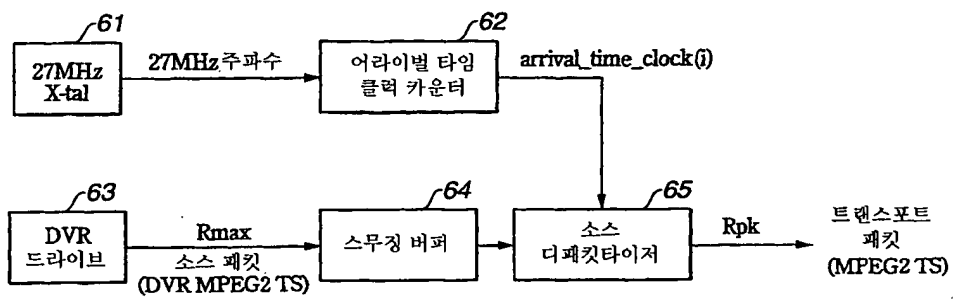 61
27MHz
X-tal
27MHz 주파수
62
어라이벌 타임
클럭 카운터
arrival_time_clock(i)
63
DVR
드라이브
Rmax
소스 패킷
(DVR MPEG2 TS)
64
스무징 버퍼
65
소스
디패킷타이저
Rpk
트랜스포트
패킷
(MPEG2 TS)